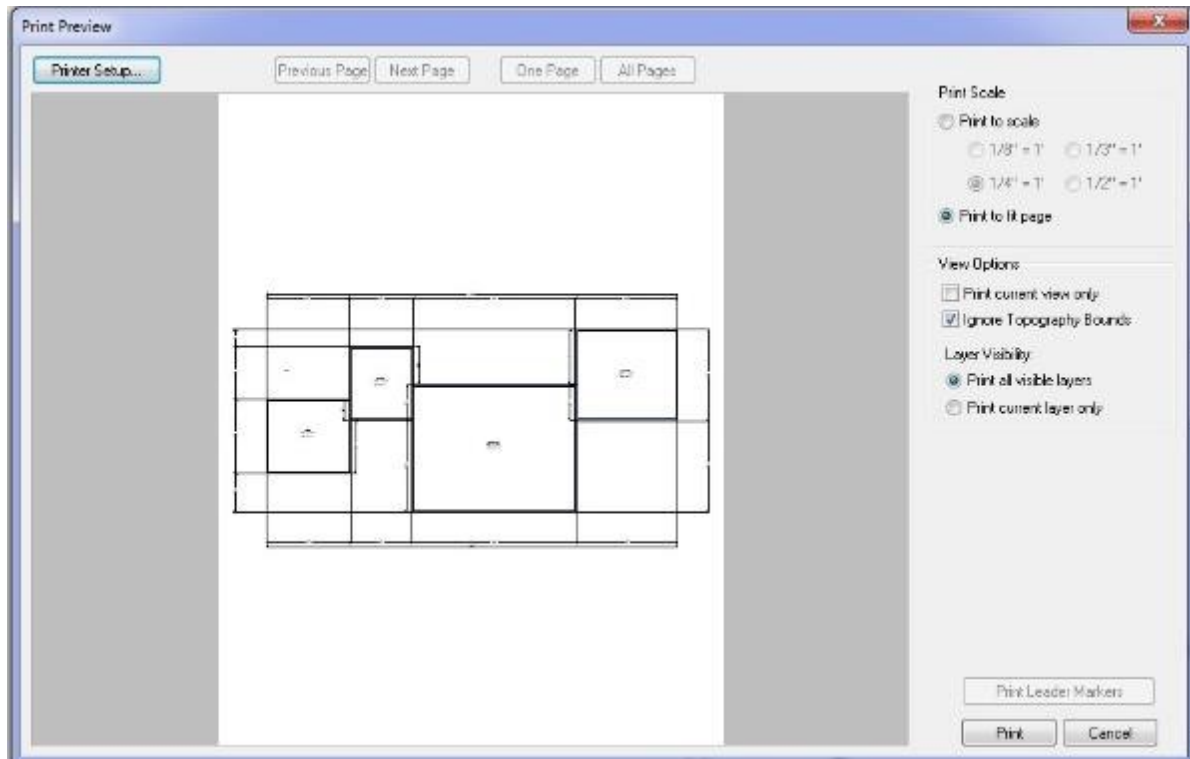 Print Preview
Printer Setup... Previous Page Next Page One Page All Pages
Print Scale
Print to scale
1/8" = 1' 1/3" = 1'
1/4" = 1' 1/2" = 1'
Print to fit page
View Options
Print current view only
Ignore Topography Bounds
Layer Visibility:
Print all visible layers
Print current layer only
Print Leader Markers
Print Cancel